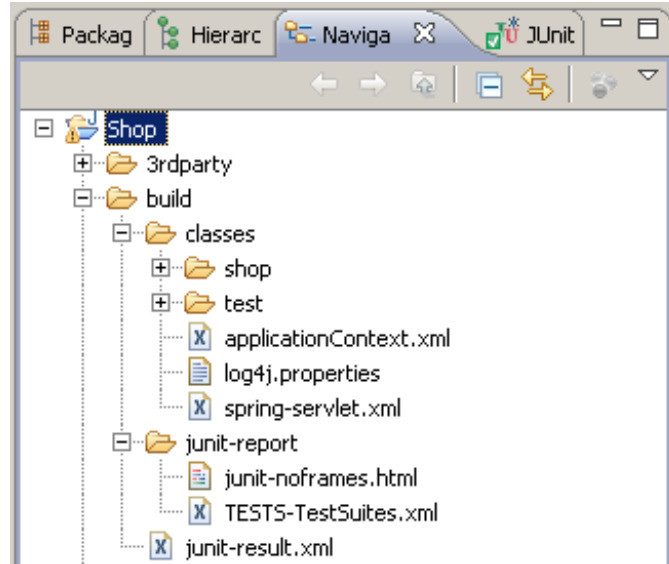 Packag Hierarc Naviga JUnit
Shop
3rdparty
build
classes
shop
test
applicationContext.xml
log4j.properties
spring-servlet.xml
junit-report
junit-noframes.html
TESTS-TestSuites.xml
junit-result.xml